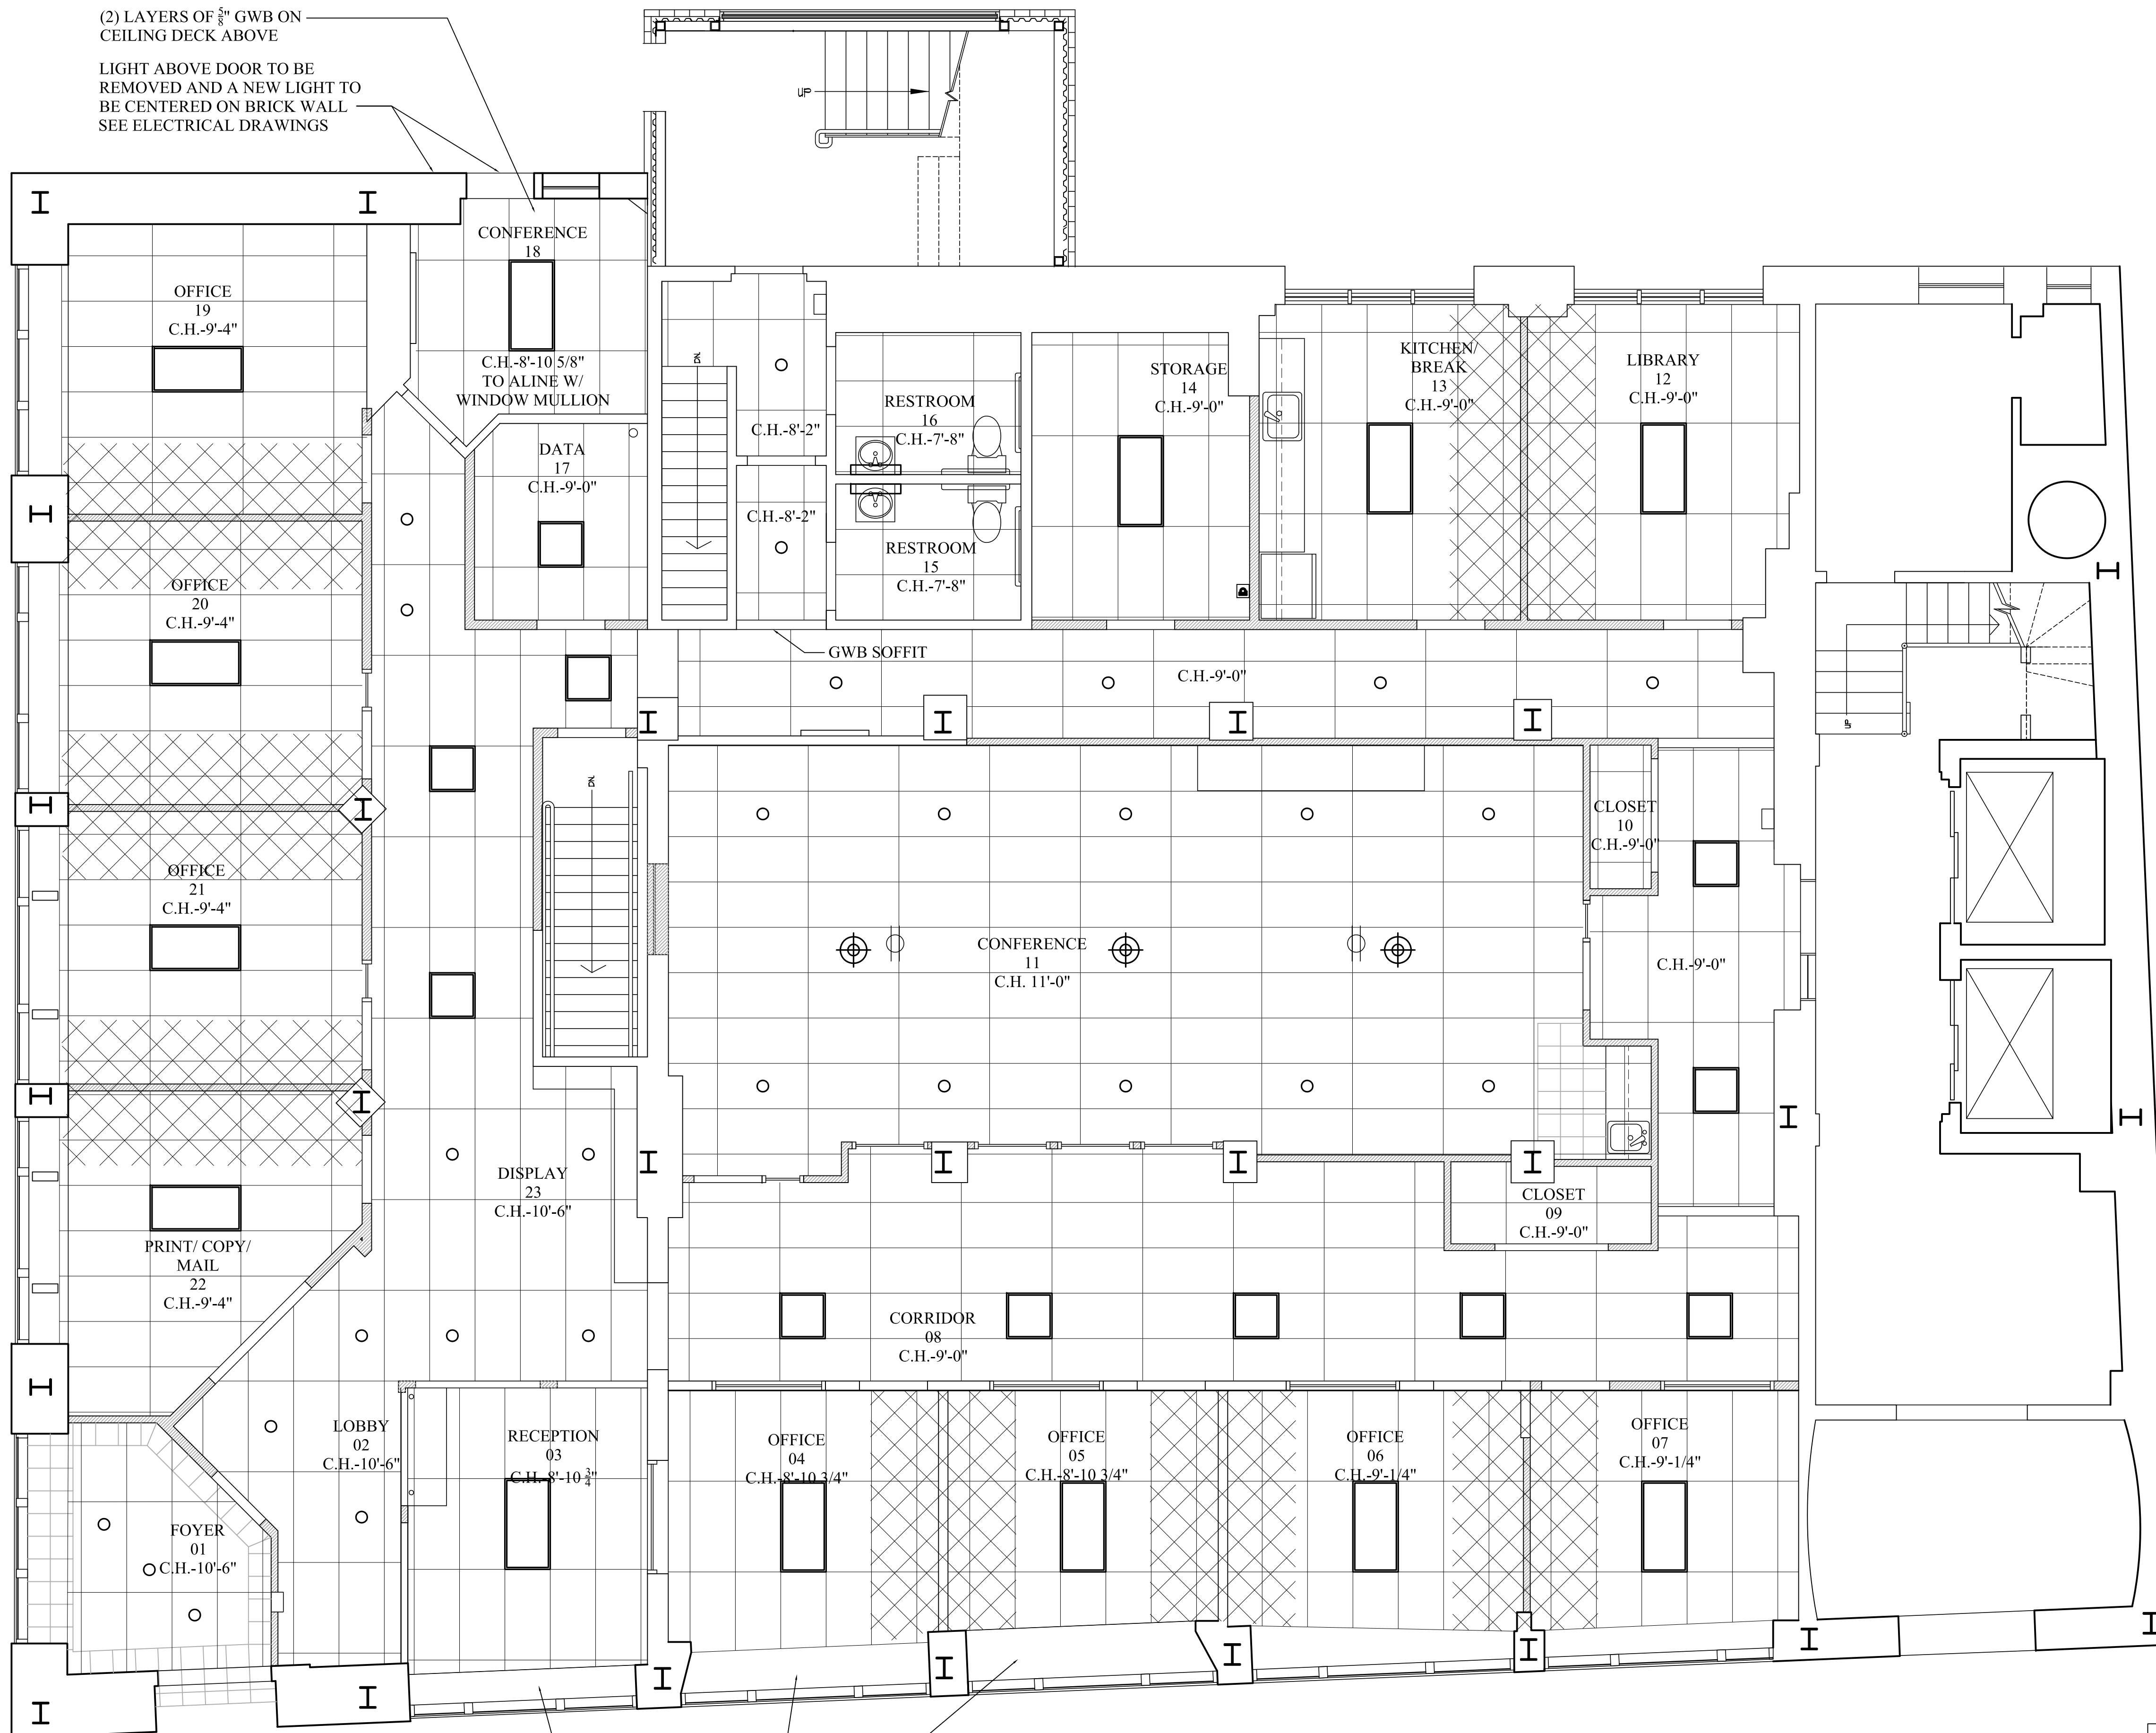 (2) LAYERS OF 5/8" GWB ON
CEILING DECK ABOVE
LIGHT ABOVE DOOR TO BE
REMOVED AND A NEW LIGHT TO
BE CENTERED ON BRICK WALL
SEE ELECTRICAL DRAWINGS
UP
CONFERENCE
18
C.H.-8'-10 5/8"
TO ALINE W/
WINDOW MULLION
OFFICE
19
C.H.-9'-4"
DATA
17
C.H.-9'-0"
DN
C.H.-8'-2"
C.H.-8'-2"
RESTROOM
16
C.H.-7'-8"
RESTROOM
15
C.H.-7'-8"
STORAGE
14
C.H.-9'-0"
KITCHEN/
BREAK
13
C.H.-9'-0"
LIBRARY
12
C.H.-9'-0"
OFFICE
20
C.H.-9'-4"
GWB SOFFIT
C.H.-9'-0"
UP
DN
CLOSET
10
C.H.-9'-0"
OFFICE
21
C.H.-9'-4"
CONFERENCE
11
C.H. 11'-0"
C.H.-9'-0"
DISPLAY
23
C.H.-10'-6"
CLOSET
09
C.H.-9'-0"
PRINT/ COPY/
MAIL
22
C.H.-9'-4"
CORRIDOR
08
C.H.-9'-0"
LOBBY
02
C.H.-10'-6"
RECEPTION
03
C.H.-8'-10 3/4"
OFFICE
04
C.H.-8'-10 3/4"
OFFICE
05
C.H.-8'-10 3/4"
OFFICE
06
C.H.-9'-1/4"
OFFICE
07
C.H.-9'-1/4"
FOYER
01
C.H.-10'-6"